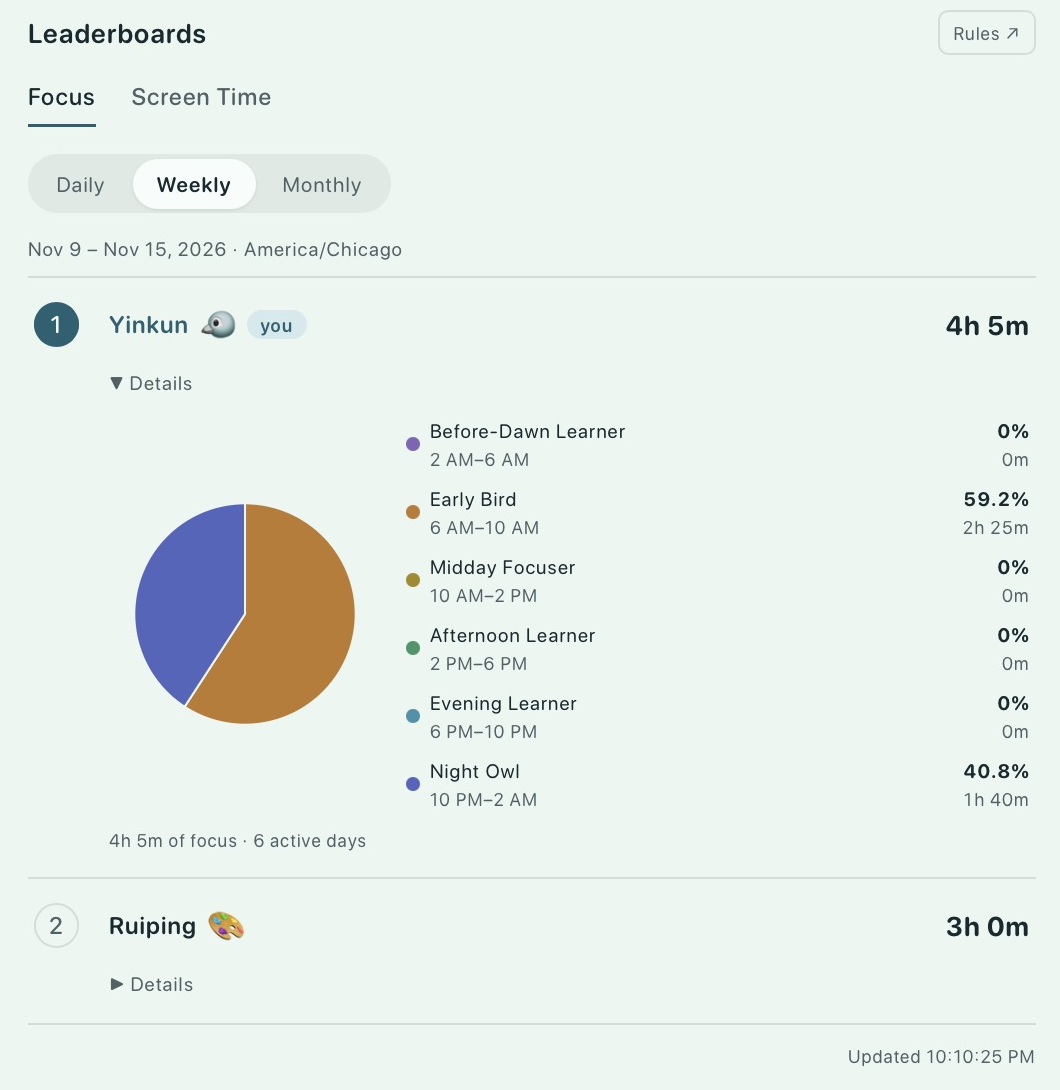 Leaderboards
Rules ↗
Focus
Screen Time
Daily
Weekly
Monthly
Nov 9 – Nov 15, 2026 · America/Chicago
1
Yinkun 🐦 you
4h 5m
▼ Details
Before-Dawn Learner
0%
2 AM–6 AM
0m
Early Bird
59.2%
6 AM–10 AM
2h 25m
Midday Focuser
0%
10 AM–2 PM
0m
Afternoon Learner
0%
2 PM–6 PM
0m
Evening Learner
0%
6 PM–10 PM
0m
Night Owl
40.8%
10 PM–2 AM
1h 40m
4h 5m of focus · 6 active days
2
Ruiping 🎨
3h 0m
▶ Details
Updated 10:10:25 PM